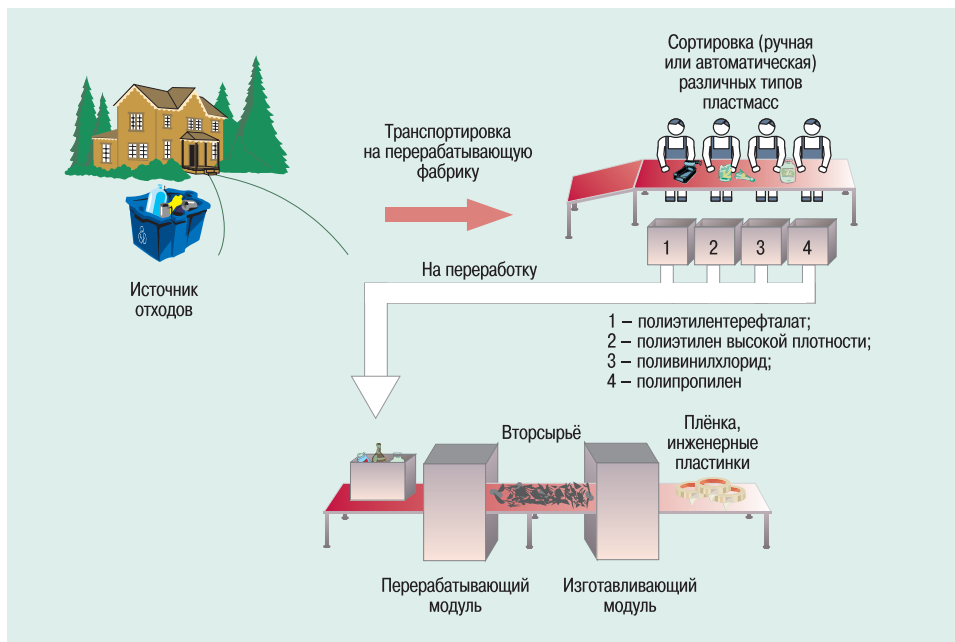 Сортировка (ручная
или автоматическая)
различных типов
пластмасс
Транспортировка
на перерабатывающую
фабрику
Источник
отходов
1
2
3
4
На переработку
1 – полиэтилентерефталат;
2 – полиэтилен высокой плотности;
3 – поливинилхлорид;
4 – полипропилен
Вторсырьё
Плёнка,
инженерные
пластинки
Перерабатывающий
модуль
Изготавливающий
модуль